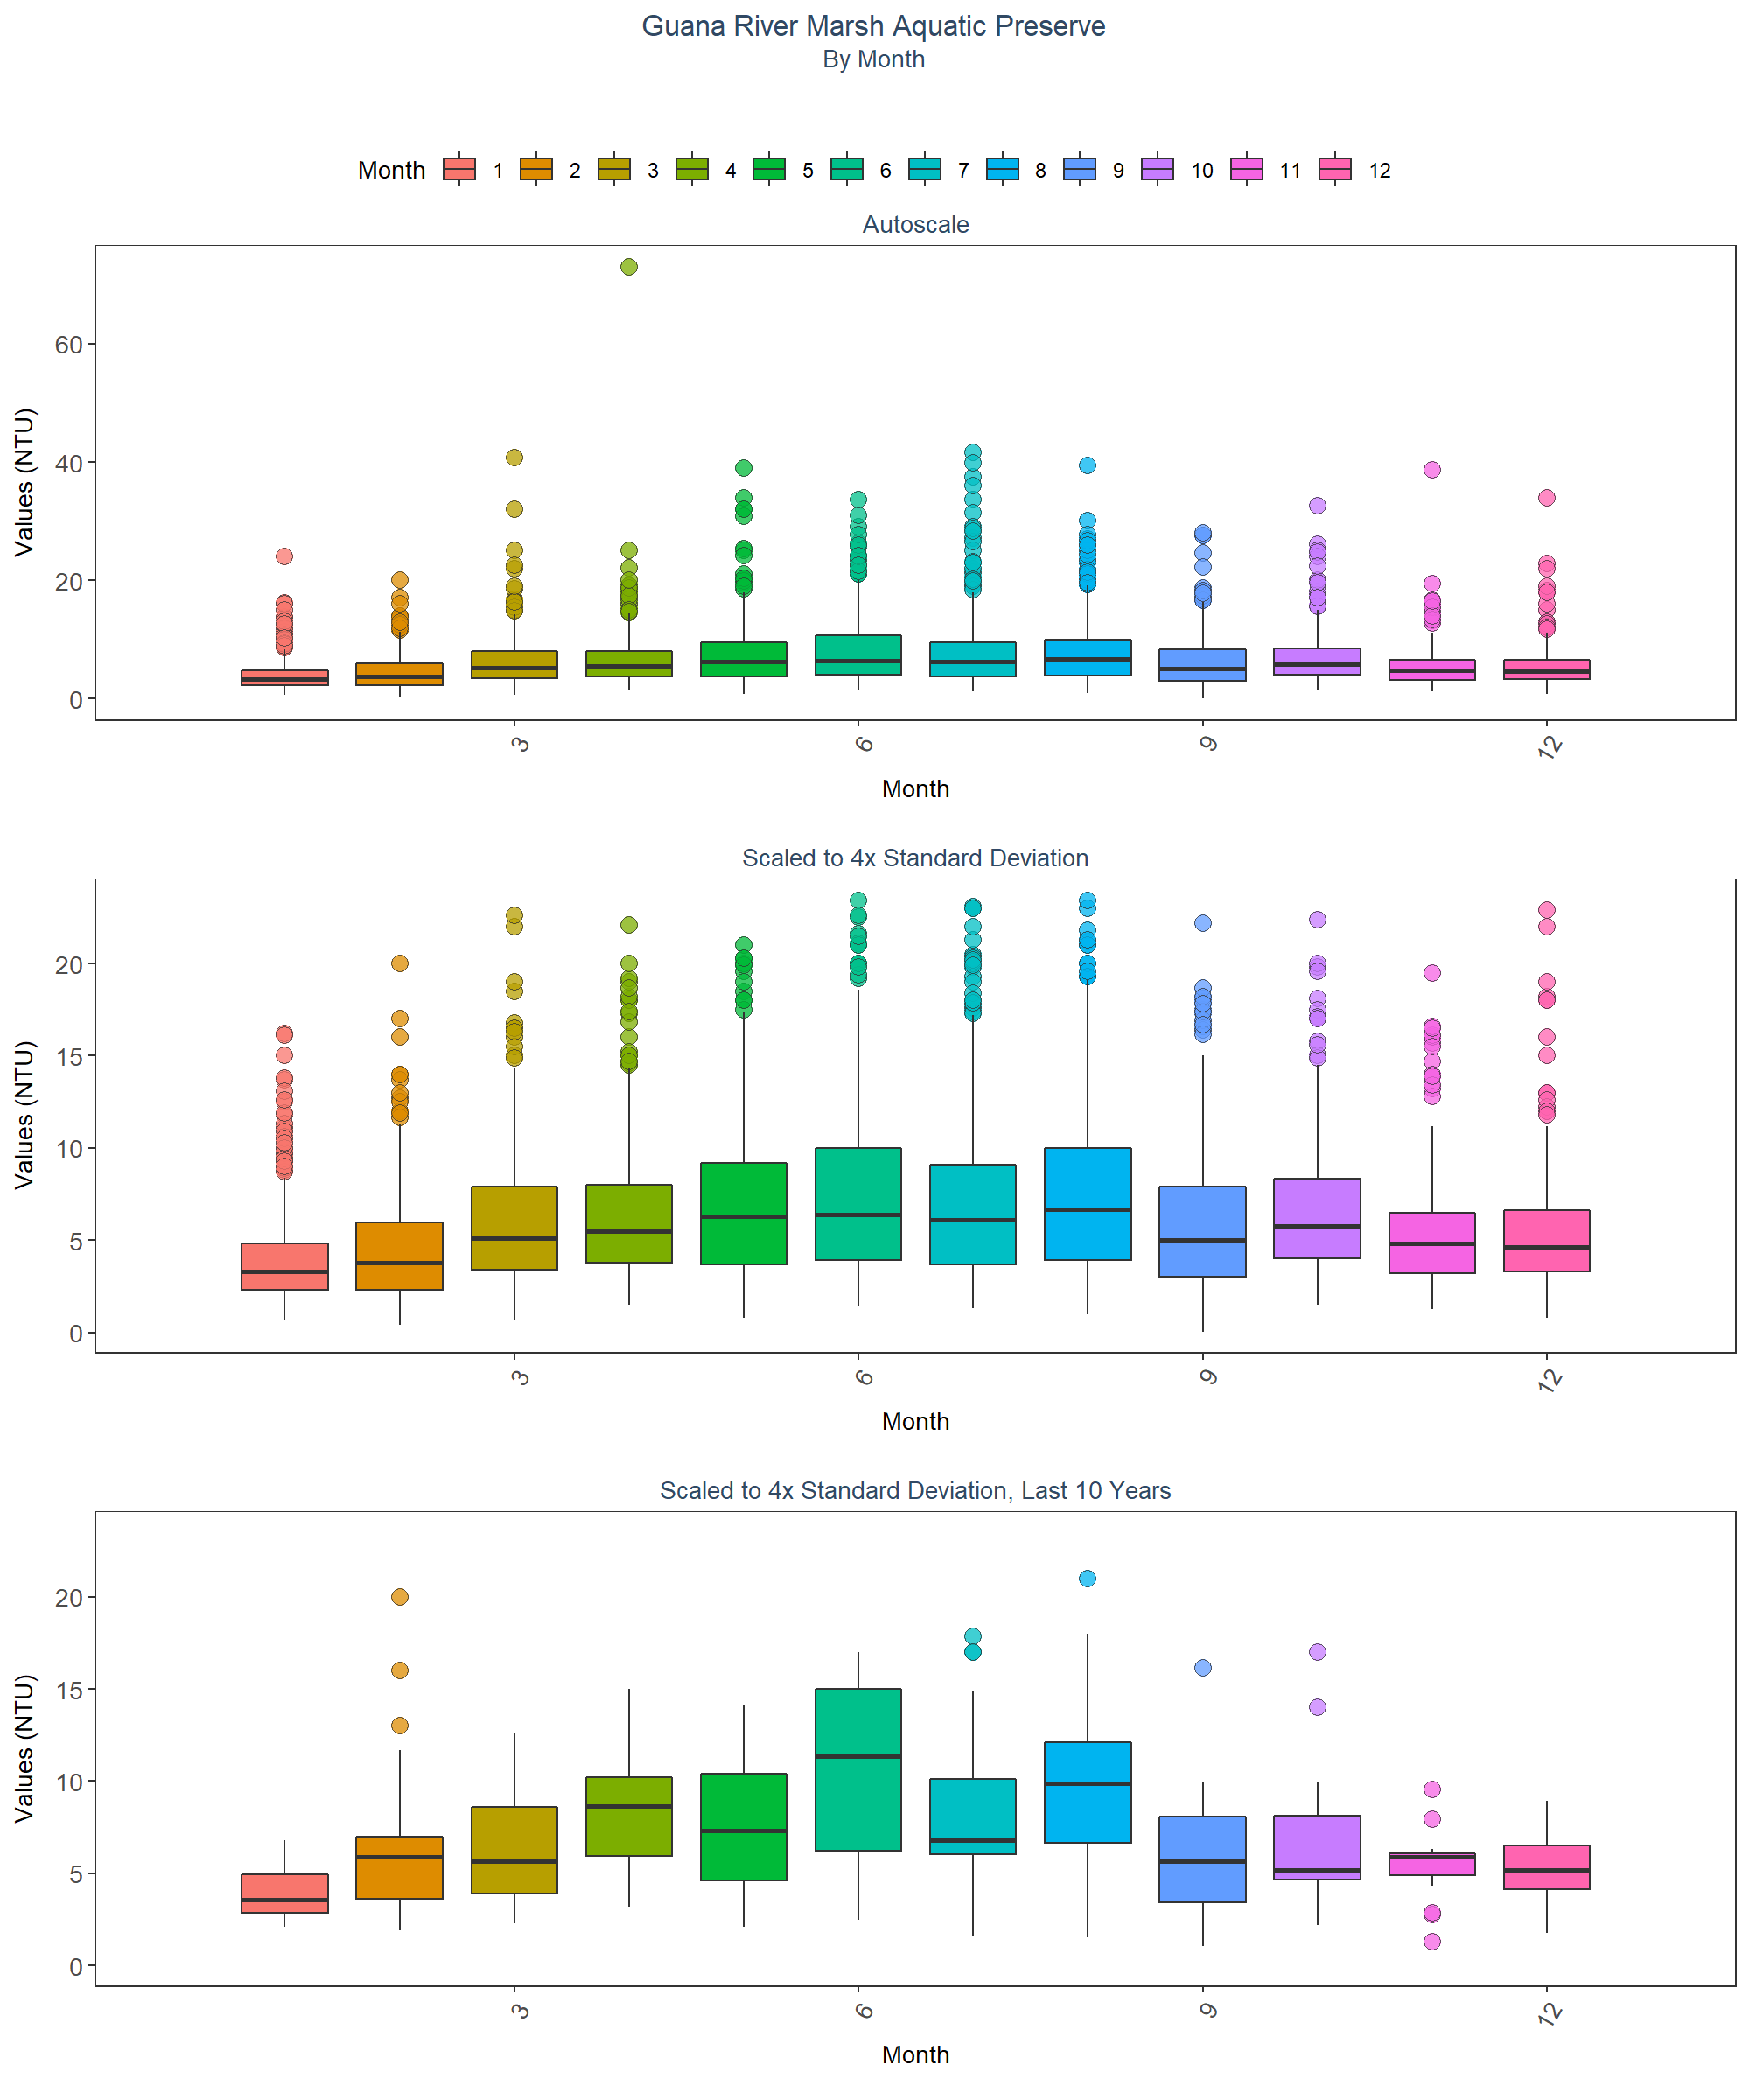 Guana River Marsh Aquatic Preserve
By Month
Month 1 2 3 4 5 6 7 8 9 10 11 12
Autoscale
Values (NTU)
60
40
20
0
3 6 9 12
Month
Scaled to 4x Standard Deviation
Values (NTU)
20
15
10
5
0
3 6 9 12
Month
Scaled to 4x Standard Deviation, Last 10 Years
Values (NTU)
20
15
10
5
0
3 6 9 12
Month